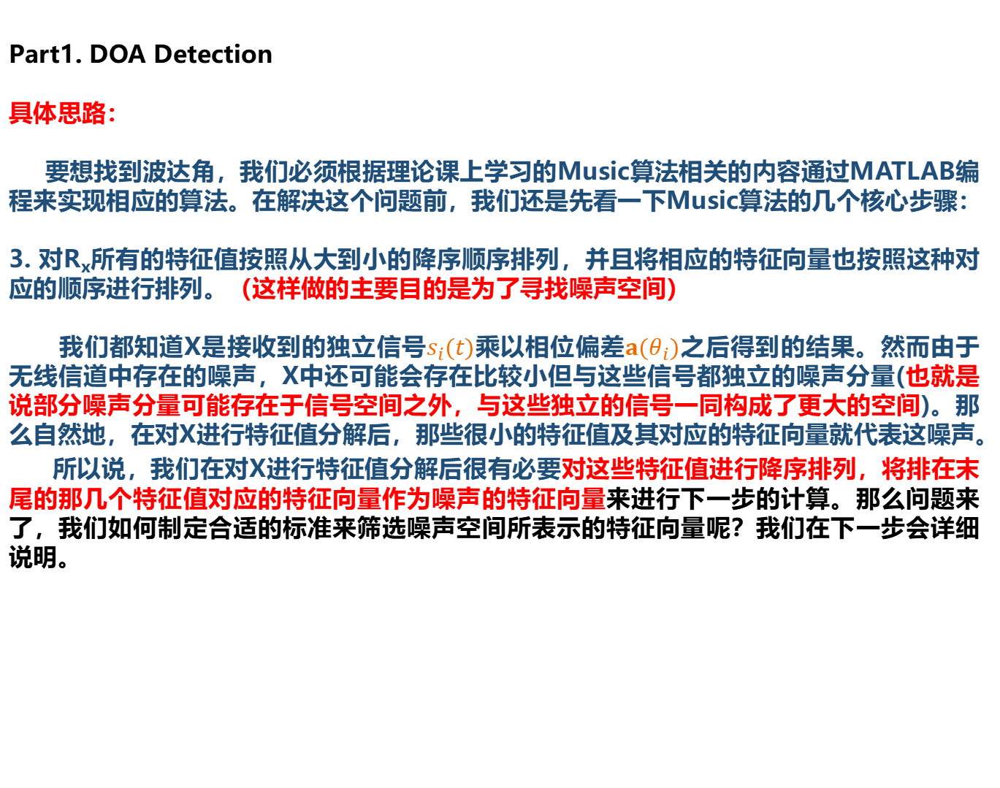 Part1. DOA Detection
具体思路：
要想找到波达角，我们必须根据理论课上学习的Music算法相关的内容通过MATLAB编
程来实现相应的算法。在解决这个问题前，我们还是先看一下Music算法的几个核心步骤：
3. 对Rx所有的特征值按照从大到小的降序顺序排列，并且将相应的特征向量也按照这种对
应的顺序进行排列。（这样做的主要目的是为了寻找噪声空间）
我们都知道X是接收到的独立信号s_i(t)乘以相位偏差a(θ_i)之后得到的结果。然而由于
无线信道中存在的噪声，X中还可能会存在比较小但与这些信号都独立的噪声分量(也就是
说部分噪声分量可能存在于信号空间之外，与这些独立的信号一同构成了更大的空间)。那
么自然地，在对X进行特征值分解后，那些很小的特征值及其对应的特征向量就代表这噪声。
所以说，我们在对X进行特征值分解后很有必要对这些特征值进行降序排列，将排在末
尾的那几个特征值对应的特征向量作为噪声的特征向量来进行下一步的计算。那么问题来
了，我们如何制定合适的标准来筛选噪声空间所表示的特征向量呢？我们在下一步会详细
说明。